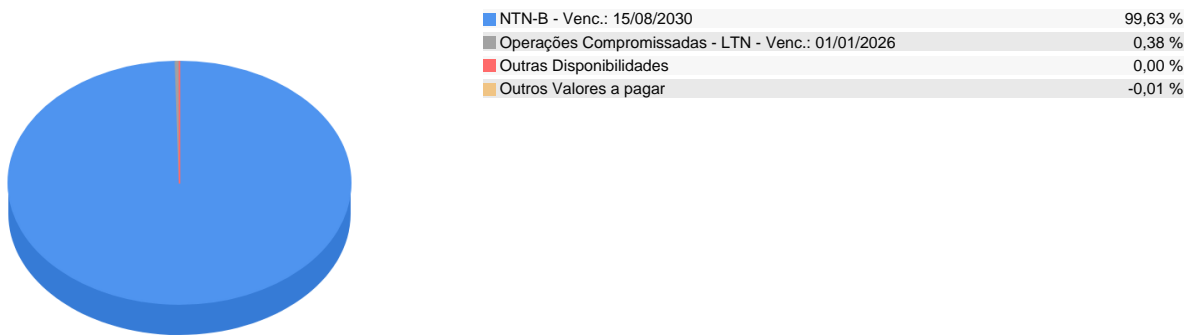 NTN-B - Venc.: 15/08/2030 99,63 %
Operações Compromissadas - LTN - Venc.: 01/01/2026 0,38 %
Outras Disponibilidades 0,00 %
Outros Valores a pagar -0,01 %